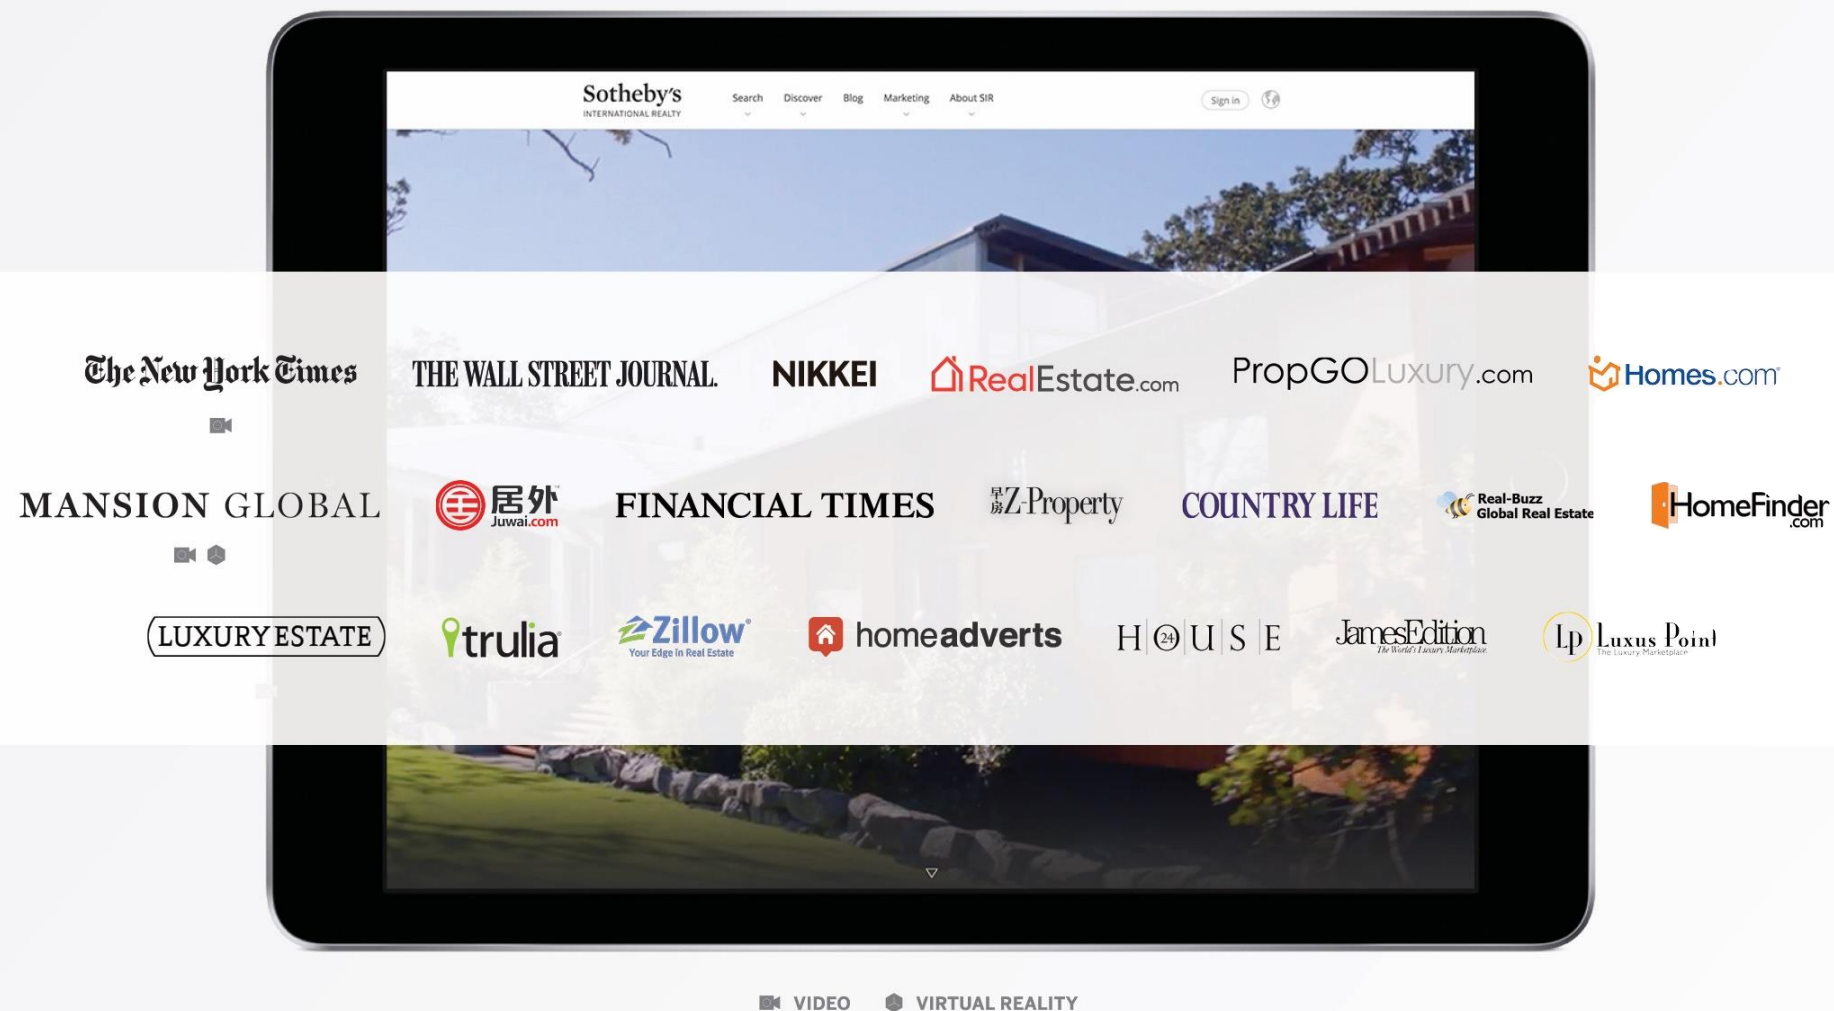 Sotheby's
INTERNATIONAL REALTY
Search Discover Blog Marketing About SIR
Sign in
The New York Times THE WALL STREET JOURNAL. NIKKEI RealEstate.com PropGOLuxury.com Homes.com
MANSION GLOBAL 居外 Juwai.com FINANCIAL TIMES 早房 Z-Property COUNTRY LIFE Real-Buzz Global Real Estate HomeFinder.com
LUXURY ESTATE trulia Zillow homeadverts H|24|U|S|E JamesEdition Lp Luxus Point
Your Edge in Real Estate The World's Luxury Marketplace. The Luxury Marketplace
VIDEO VIRTUAL REALITY